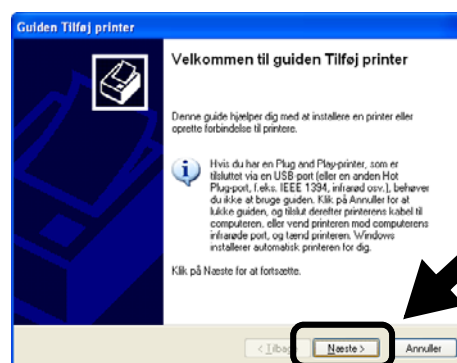 Guiden Tilføj printer
Velkommen til guiden Tilføj printer
Denne guide hjælper dig med at installere en printer eller
oprette forbindelse til printere.
Hvis du har en Plug and Play-printer, som er
tilsluttet via en USB-port (eller en anden Hot
Plug-port, f.eks. IEEE 1394, infrarød osv.), behøver
du ikke at bruge guiden. Klik på Annuller for at
lukke guiden, og tilslut derefter printerens kabel til
computeren, eller vend printeren mod computerens
infrarøde port, og tænd printeren. Windows
installerer automatisk printeren for dig.
Klik på Næste for at fortsætte.
Næste > Annuller